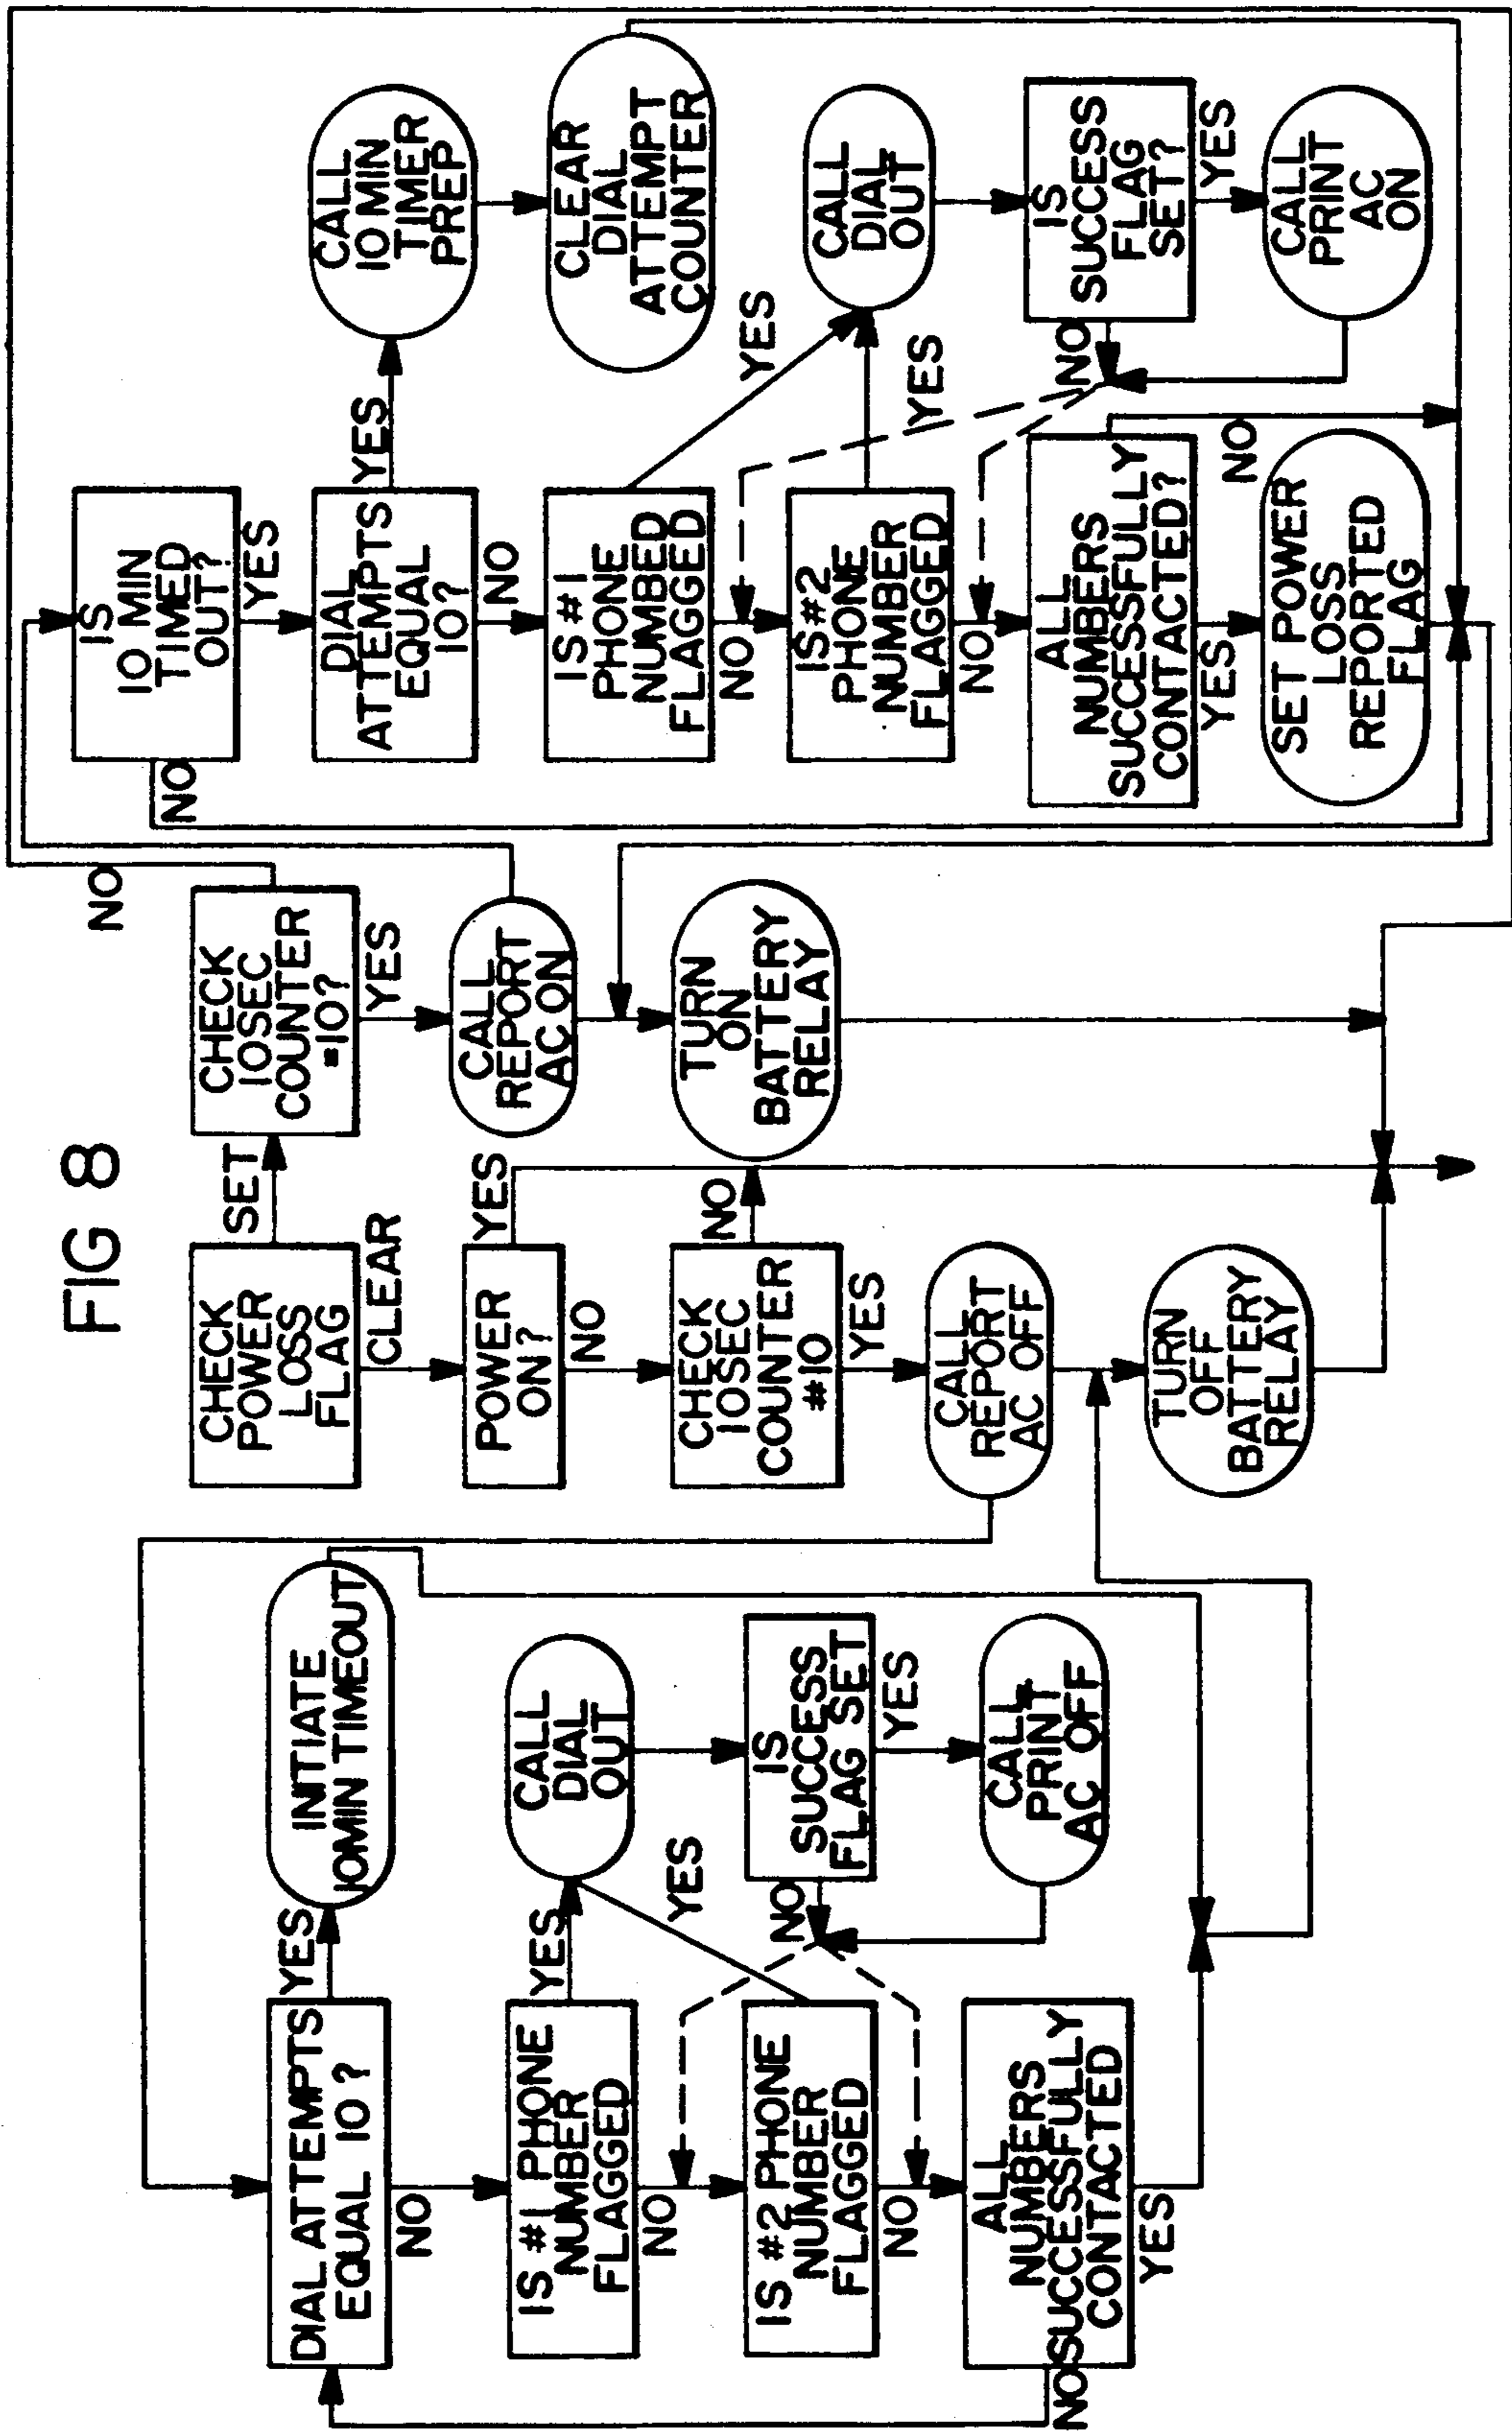 FIG 8
DIAL ATTEMPTS
EQUAL 10 ?
YES
NO
INITIATE
10MIN TIMEOUT
IS #1 PHONE
NUMBER
FLAGGED
YES
NO
CALL
DIAL
OUT
IS #2 PHONE
NUMBER
FLAGGED
YES
NO
IS
SUCCESS
FLAG SET
NO
YES
CALL
PRINT
AC OFF
ALL
NUMBERS
SUCCESSFULLY
CONTACTED
NO
YES
CHECK
POWER
LOSS
FLAG
SET
CLEAR
POWER
ON?
YES
NO
CHECK
10SEC
COUNTER
#10
NO
YES
CALL
REPORT
AC OFF
TURN
OFF
BATTERY
RELAY
CHECK
10SEC
COUNTER
=10?
NO
YES
CALL
REPORT
AC ON
TURN
ON
BATTERY
RELAY
IS
10 MIN
TIMED
OUT?
NO
YES
DIAL
ATTEMPTS
EQUAL
10?
YES
NO
CALL
10 MIN
TIMER
PREP
CLEAR
DIAL
ATTEMPT
COUNTER
IS #1
PHONE
NUMBED
FLAGGED
YES
NO
IS #2
PHONE
NUMBER
FLAGGED
YES
NO
CALL
DIAL
OUT
IS
SUCCESS
FLAG
SET?
NO
YES
CALL
PRINT
AC
ON
ALL
NUMBERS
SUCCESSFULLY
CONTACTED?
NO
YES
SET POWER
LOSS
REPORTED
FLAG